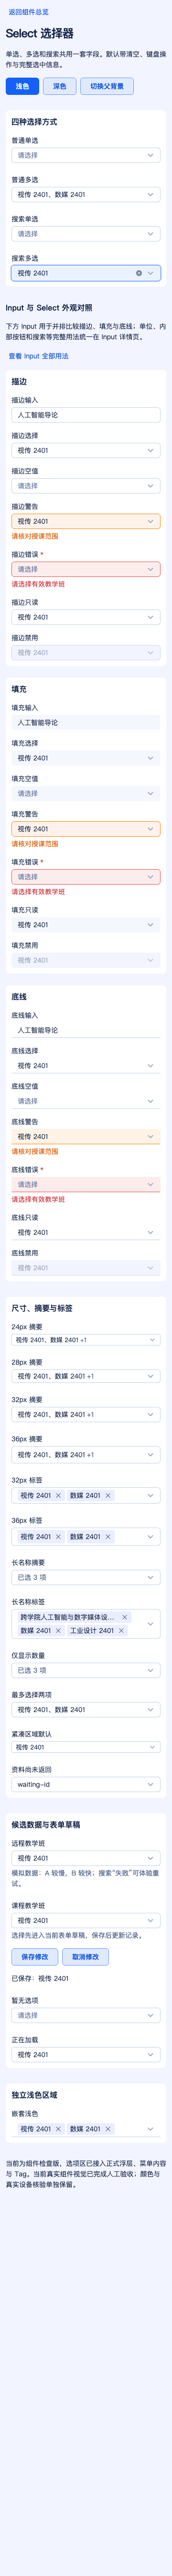 返回组件总览
Select 选择器
单选、多选和搜索共用一套字段。默认带清空、键盘操
作与完整选中信息。
浅色
深色
切换父背景
四种选择方式
普通单选
请选择
普通多选
视传 2401、数媒 2401
搜索单选
请选择
搜索多选
视传 2401
Input 与 Select 外观对照
下方 Input 用于并排比较描边、填充与底线；单位、内
部按钮和搜索等完整用法统一在 Input 详情页。
查看 Input 全部用法
描边
描边输入
人工智能导论
描边选择
视传 2401
描边空值
请选择
描边警告
视传 2401
请核对授课范围
描边错误 *
请选择
请选择有效教学班
描边只读
视传 2401
描边禁用
视传 2401
填充
填充输入
人工智能导论
填充选择
视传 2401
填充空值
请选择
填充警告
视传 2401
请核对授课范围
填充错误 *
请选择
请选择有效教学班
填充只读
视传 2401
填充禁用
视传 2401
底线
底线输入
人工智能导论
底线选择
视传 2401
底线空值
请选择
底线警告
视传 2401
请核对授课范围
底线错误 *
请选择
请选择有效教学班
底线只读
视传 2401
底线禁用
视传 2401
尺寸、摘要与标签
24px 摘要
视传 2401、数媒 2401 +1
28px 摘要
视传 2401、数媒 2401 +1
32px 摘要
视传 2401、数媒 2401 +1
36px 摘要
视传 2401、数媒 2401 +1
32px 标签
视传 2401 × 数媒 2401 ×
36px 标签
视传 2401 × 数媒 2401 ×
长名称摘要
已选 3 项
长名称标签
跨学院人工智能与数字媒体设... ×
数媒 2401 × 工业设计 2401 ×
仅显示数量
已选 3 项
最多选择两项
视传 2401、数媒 2401
紧凑区域默认
视传 2401
资料尚未返回
waiting-id
候选数据与表单草稿
远程教学班
视传 2401
模拟数据：A 较慢，B 较快；搜索“失败”可体验重
试。
课程教学班
视传 2401
选择先进入当前表单草稿，保存后更新记录。
保存修改
取消修改
已保存：视传 2401
暂无选项
请选择
正在加载
视传 2401
独立浅色区域
嵌套浅色
视传 2401 × 数媒 2401 ×
当前为组件检查版，选项区已接入正式浮层、菜单内容
与 Tag。当前真实组件视觉已完成人工验收；颜色与
真实设备核验单独保留。